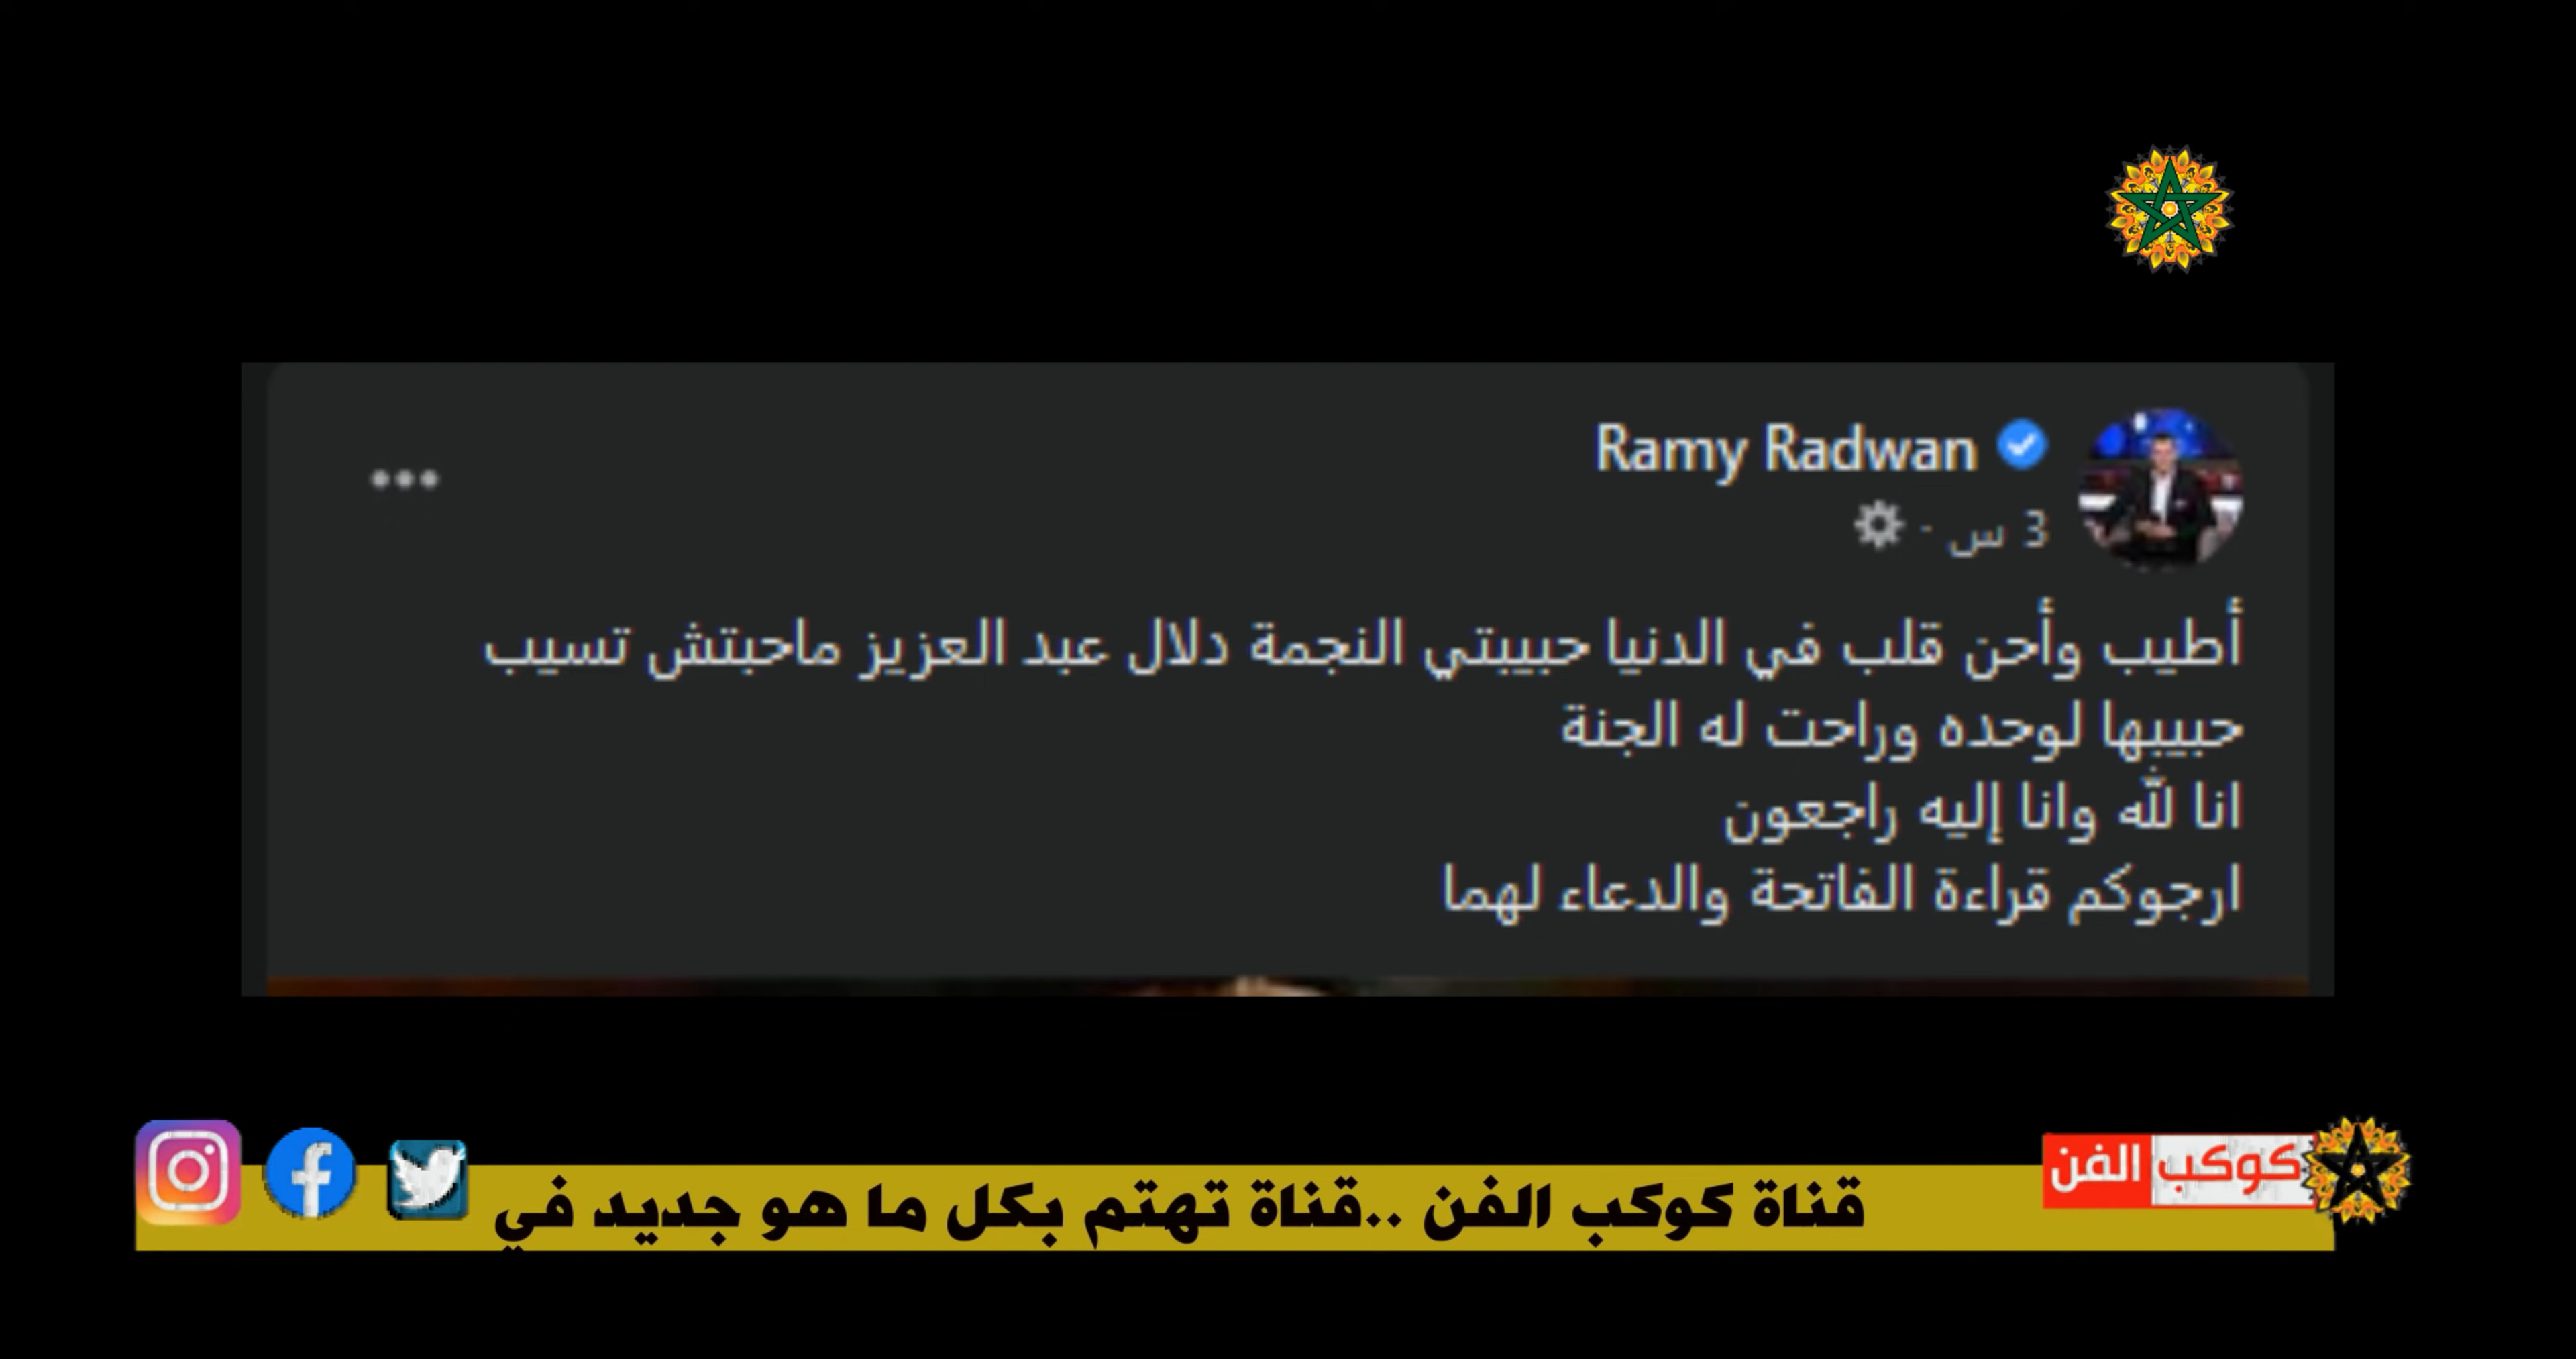 Ramy Radwan
3 س ·
أطيب وأحن قلب في الدنيا حبيبتي النجمة دلال عبد العزيز ماحبتش تسيب
حبيبها لوحده وراحت له الجنة
انا لله وانا إليه راجعون
ارجوكم قراءة الفاتحة والدعاء لهما
كوكب الفن
قناة كوكب الفن ..قناة تهتم بكل ما هو جديد في